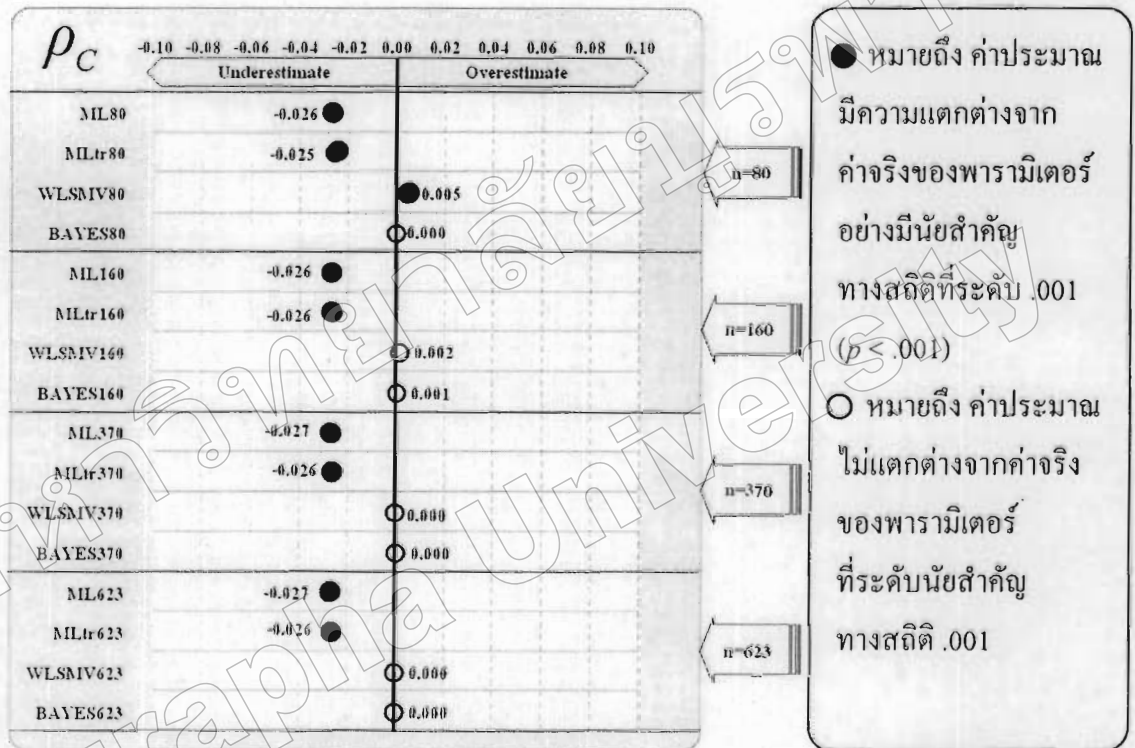 ρC
-0.10 -0.08 -0.06 -0.04 -0.02 0.00 0.02 0.04 0.06 0.08 0.10
Underestimate Overestimate
ML80 -0.026
MLtr80 -0.025
WLSMV80 0.005
BAYES80 0.000
ML160 -0.026
MLtr160 -0.026
WLSMV160 0.002
BAYES160 0.001
ML370 -0.027
MLtr370 -0.026
WLSMV370 0.000
BAYES370 0.000
ML623 -0.027
MLtr623 -0.026
WLSMV623 0.000
BAYES623 0.000
n=80
n=160
n=370
n=623
● หมายถึง ค่าประมาณ
มีความแตกต่างจาก
ค่าจริงของพารามิเตอร์
อย่างมีนัยสำคัญ
ทางสถิติที่ระดับ .001
(p < .001)
○ หมายถึง ค่าประมาณ
ไม่แตกต่างจากค่าจริง
ของพารามิเตอร์
ที่ระดับนัยสำคัญ
ทางสถิติ .001
University